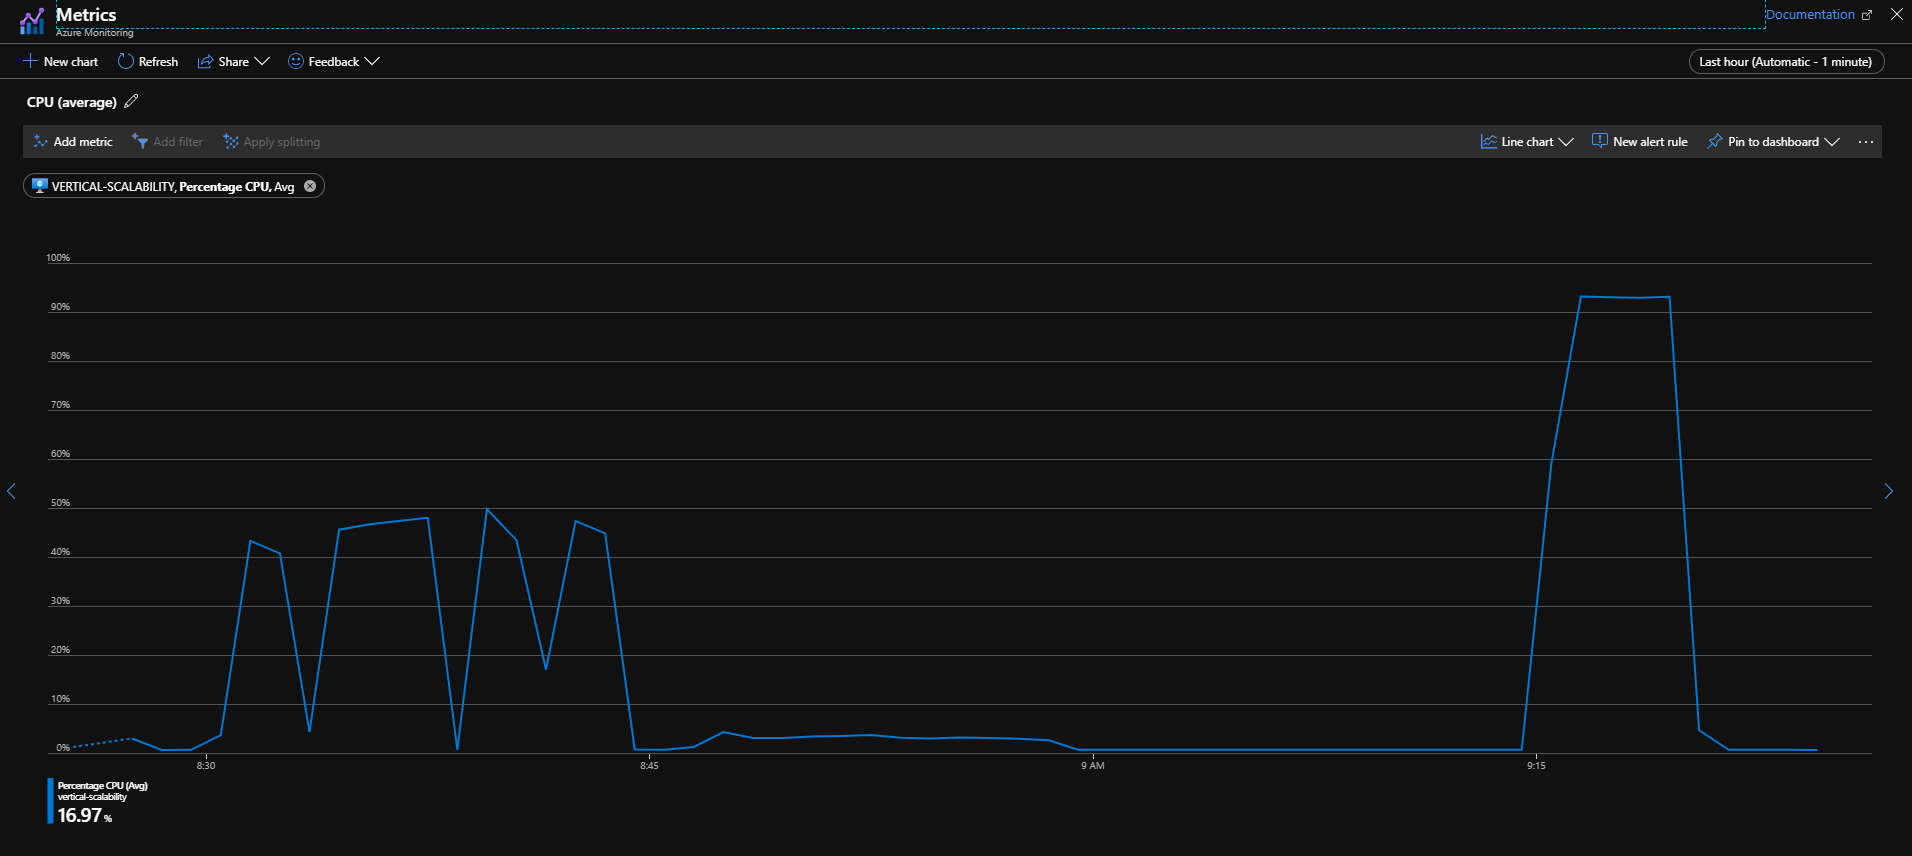 Metrics
Azure Monitoring
Documentation
New chart
Refresh
Share
Feedback
Last hour (Automatic - 1 minute)
CPU (average)
Add metric
Add filter
Apply splitting
Line chart
New alert rule
Pin to dashboard
VERTICAL-SCALABILITY, Percentage CPU, Avg
100%
90%
80%
70%
60%
50%
40%
30%
20%
10%
0%
8:30
8:45
9 AM
9:15
Percentage CPU (Avg)
vertical-scalability
16.97 %